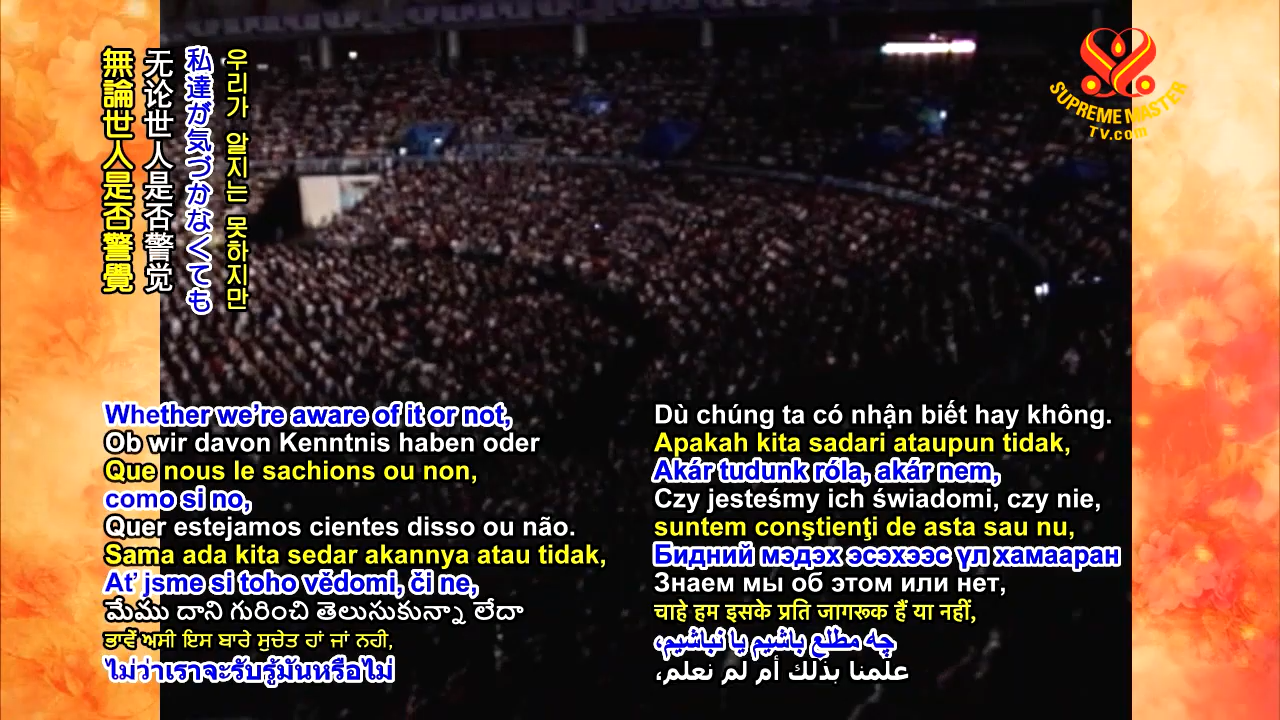 無論世人是否警覺
无论世人是否警觉
私達が気づかなくても
우리가 알지는 못하지만
SUPREME MASTER
TV.com
Whether we're aware of it or not,
Ob wir davon Kenntnis haben oder
Que nous le sachions ou non,
como si no,
Quer estejamos cientes disso ou não.
Sama ada kita sedar akannya atau tidak,
Ať jsme si toho vědomi, či ne,
మేము దాని గురించి తెలుసుకున్నా లేదా
ਭਾਵੇਂ ਅਸੀ ਇਸ ਬਾਰੇ ਸੁਚੇਤ ਹਾਂ ਜਾਂ ਨਹੀ,
ไม่ว่าเราจะรับรู้มันหรือไม่
Dù chúng ta có nhận biết hay không.
Apakah kita sadari ataupun tidak,
Akár tudunk róla, akár nem,
Czy jesteśmy ich świadomi, czy nie,
suntem conştienţi de asta sau nu,
Бидний мэдэх эсэхээс үл хамааран
Знаем мы об этом или нет,
चाहे हम इसके प्रति जागरूक हैं या नहीं,
چه مطلع باشیم یا نباشیم،
علمنا بذلك أم لم نعلم،